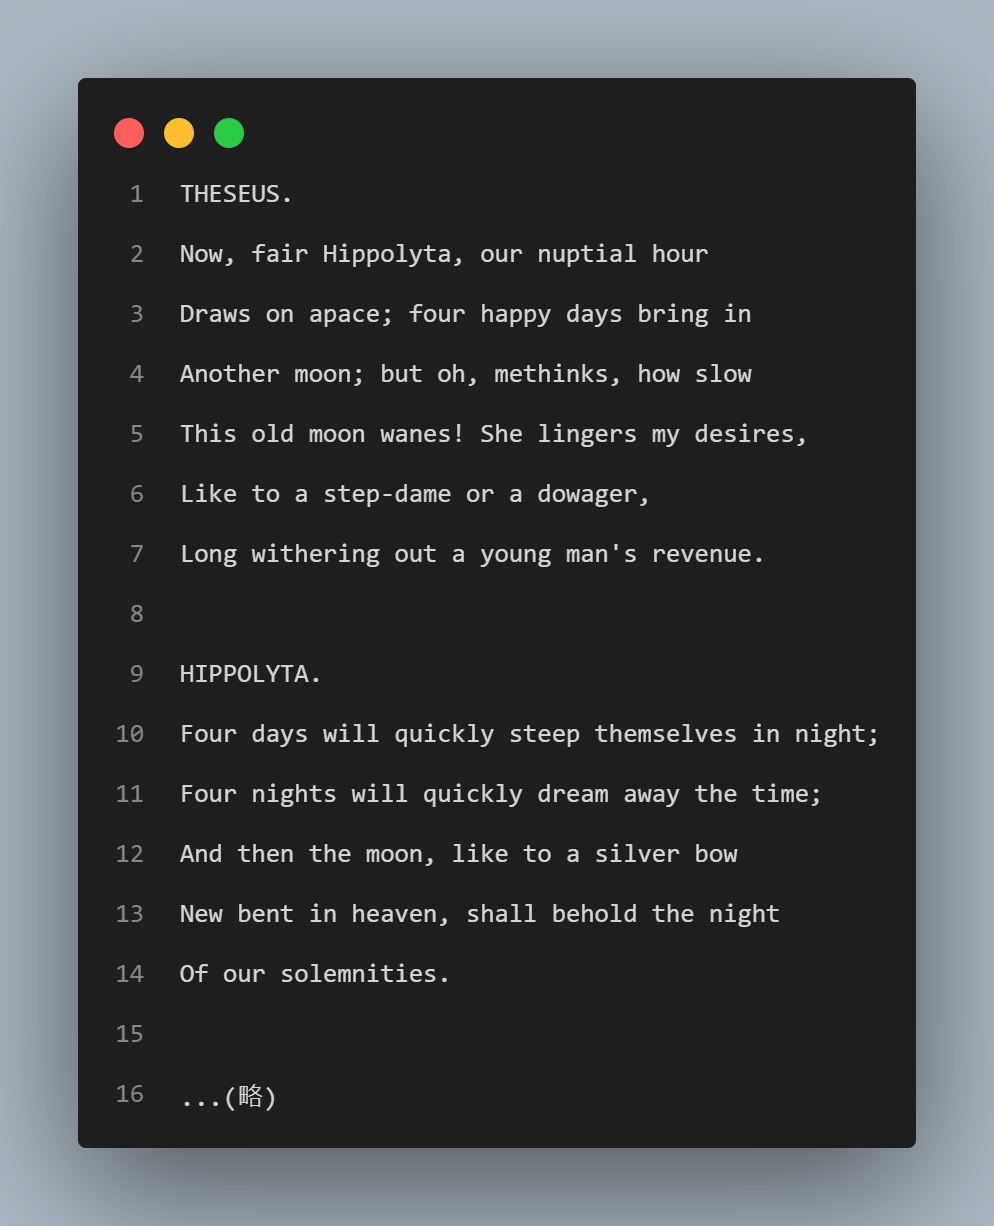 1 THESEUS.
2 Now, fair Hippolyta, our nuptial hour
3 Draws on apace; four happy days bring in
4 Another moon; but oh, methinks, how slow
5 This old moon wanes! She lingers my desires,
6 Like to a step-dame or a dowager,
7 Long withering out a young man's revenue.
8
9 HIPPOLYTA.
10 Four days will quickly steep themselves in night;
11 Four nights will quickly dream away the time;
12 And then the moon, like to a silver bow
13 New bent in heaven, shall behold the night
14 Of our solemnities.
15
16 ...(略)